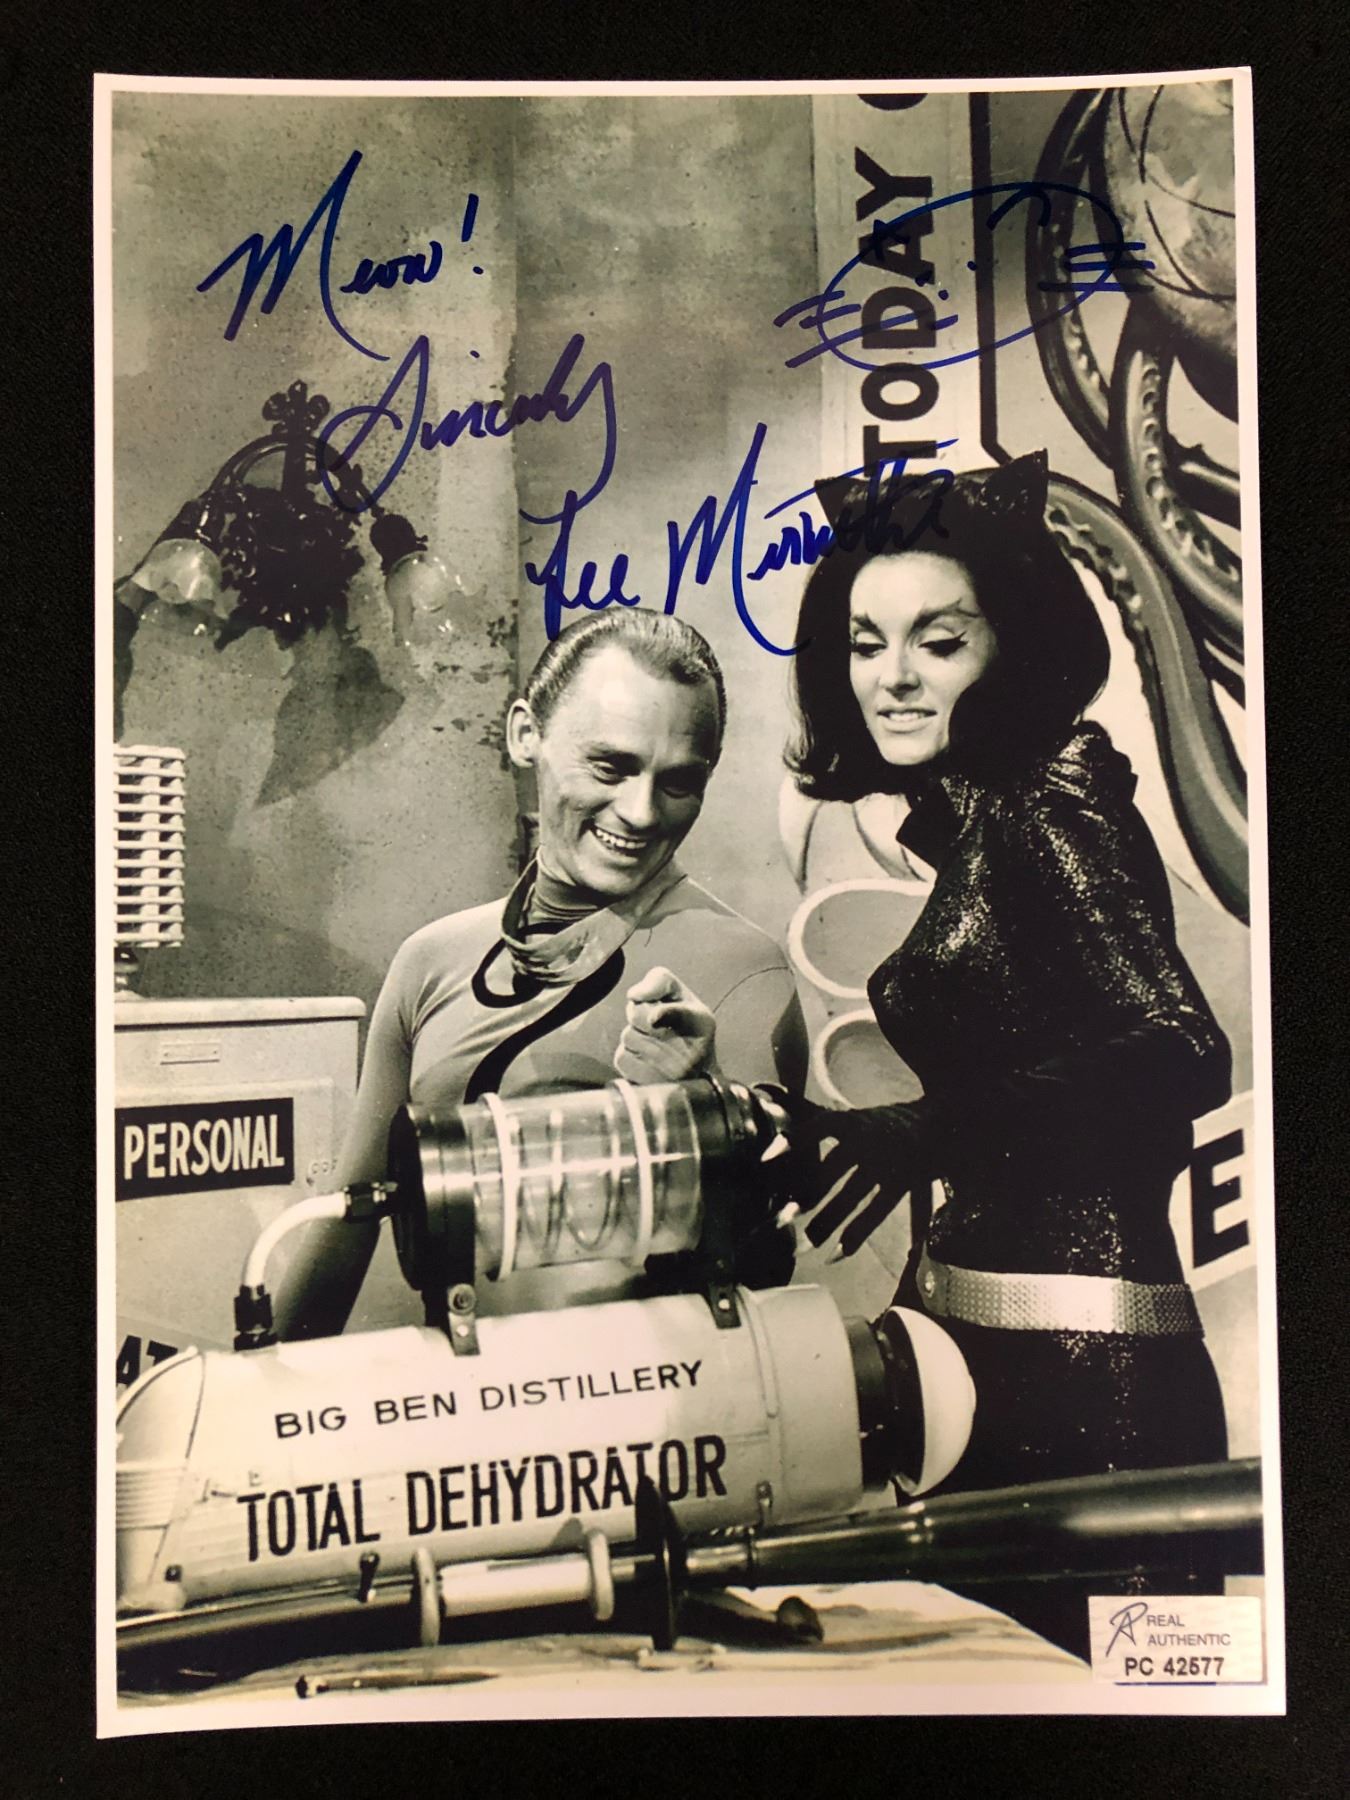 Meow!
Sincerely
Lee Meriwether
TODAY
PERSONAL
E
BIG BEN DISTILLERY
TOTAL DEHYDRATOR
REAL
AUTHENTIC
PC 42577